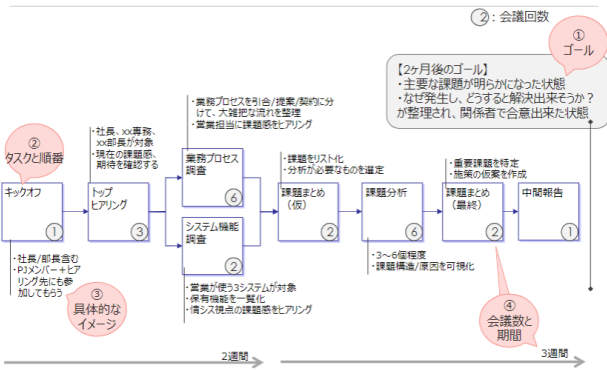 ②：会議回数
①
ゴール
【2ヶ月後のゴール】
・主要な課題が明らかになった状態
・なぜ発生し、どうすると解決出来そうか？
が整理され、関係者で合意出来た状態
②
タスクと順番
・社長、xx専務、
xx部長が対象
・現在の課題感、
期待を確認する
・業務プロセスを引合/提案/契約に分
けて、大雑把な流れを整理
・営業担当に課題感をヒアリング
・課題をリスト化
・分析が必要なものを選定
・重要課題を特定
・施策の仮案を作成
キックオフ
①
トップ
ヒアリング
③
業務プロセス
調査
⑥
システム機能
調査
②
課題まとめ
（仮）
②
課題分析
⑥
課題まとめ
（最終）
②
中間報告
①
・社長/部長含む
・PJメンバー＋ヒア
リング先にも参
加してもらう
③
具体的な
イメージ
・営業が使う3システムが対象
・保有機能を一覧化
・情シス視点の課題感をヒアリング
・3～6個程度
・課題構造/原因を可視化
④
会議数と
期間
2週間
3週間